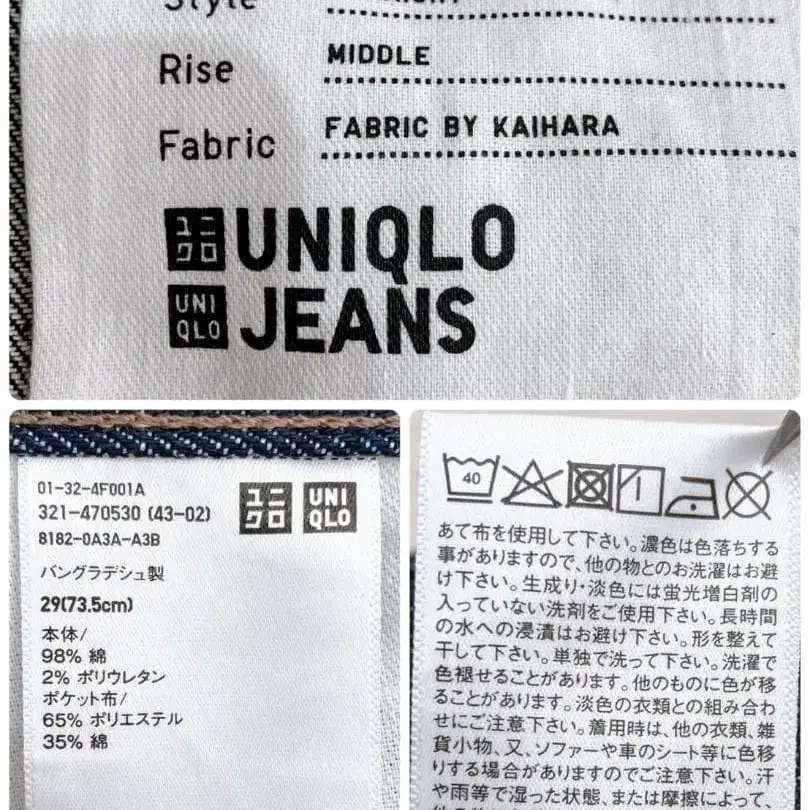 Style
Rise MIDDLE
Fabric FABRIC BY KAIHARA
ユニクロ UNIQLO
UNIQLO JEANS
01-32-4F001A
321-470530 (43-02)
8182-0A3A-A3B
ユニクロ UNIQLO
バングラデシュ製
29(73.5cm)
本体/
98% 綿
2% ポリウレタン
ポケット布/
65% ポリエステル
35% 綿
40
あて布を使用して下さい。濃色は色落ちする
事がありますので、他の物とのお洗濯はお避
け下さい。生成り・淡色には蛍光増白剤の
入っていない洗剤をご使用下さい。長時間
の水への浸漬はお避け下さい。形を整えて
干して下さい。単独で洗って下さい。洗濯で
色褪せることがあります。他のものに色が移
ることがあります。淡色の衣類との組み合わ
せにご注意下さい。着用時は、他の衣類、雑
貨小物、又、ソファーや車のシート等に色移
りする場合がありますのでご注意下さい。汗
や雨等で湿った状態、または摩擦によって